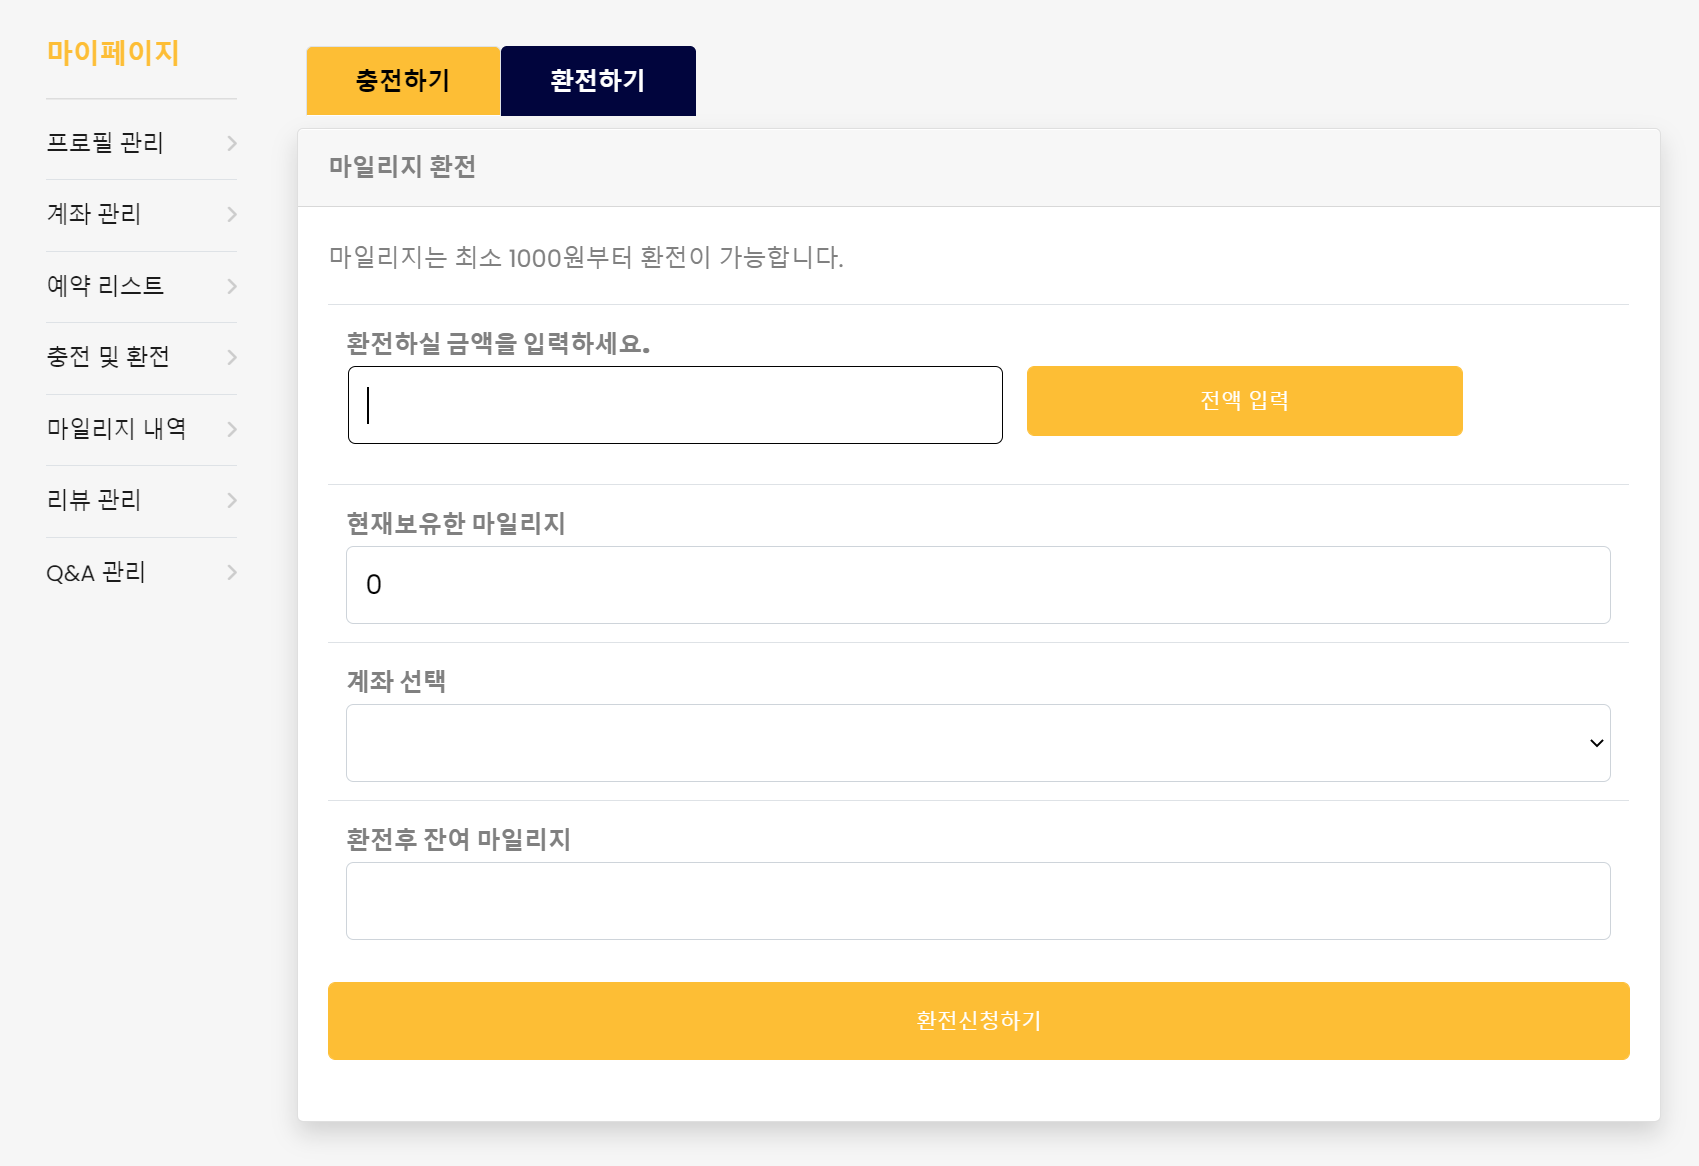 마이페이지
프로필 관리
계좌 관리
예약 리스트
충전 및 환전
마일리지 내역
리뷰 관리
Q&A 관리
충전하기
환전하기
마일리지 환전
마일리지는 최소 1000원부터 환전이 가능합니다.
환전하실 금액을 입력하세요.
전액 입력
현재보유한 마일리지
0
계좌 선택
환전후 잔여 마일리지
환전신청하기